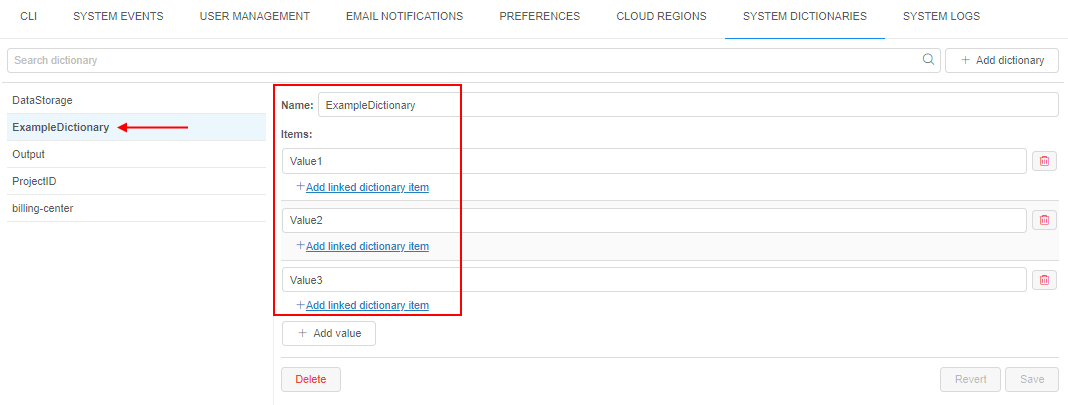 CLI SYSTEM EVENTS USER MANAGEMENT EMAIL NOTIFICATIONS PREFERENCES CLOUD REGIONS SYSTEM DICTIONARIES SYSTEM LOGS
Search dictionary + Add dictionary
DataStorage
ExampleDictionary
Output
ProjectID
billing-center
Name: ExampleDictionary
Items:
Value1
+Add linked dictionary item
Value2
+Add linked dictionary item
Value3
+Add linked dictionary item
+ Add value
Delete Revert Save